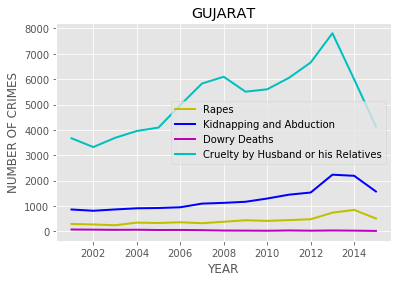 GUJARAT
NUMBER OF CRIMES
8000
7000
6000
5000
4000
3000
2000
1000
0
Rapes
Kidnapping and Abduction
Dowry Deaths
Cruelty by Husband or his Relatives
2002 2004 2006 2008 2010 2012 2014
YEAR